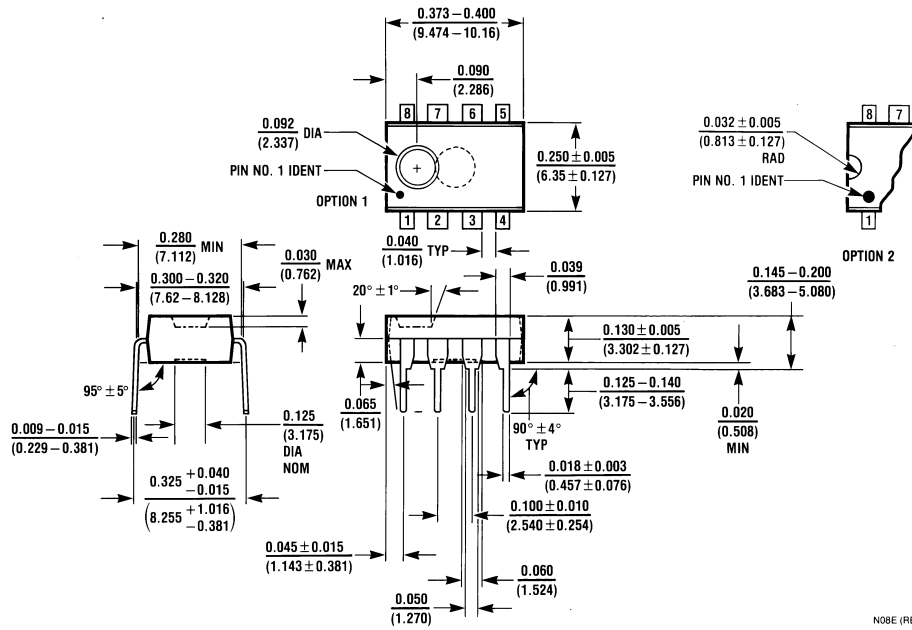 0.373 – 0.400
(9.474 – 10.16)
0.090
(2.286)
8 7 6 5
0.092 DIA
(2.337)
PIN NO. 1 IDENT
OPTION 1
1 2 3 4
0.250 ± 0.005
(6.35 ± 0.127)
8 7
0.032 ± 0.005
(0.813 ± 0.127)
RAD
PIN NO. 1 IDENT
1
OPTION 2
0.280 MIN
(7.112)
0.300 – 0.320
(7.62 – 8.128)
0.030 MAX
(0.762)
0.040 TYP
(1.016)
0.039
(0.991)
20° ± 1°
0.145 – 0.200
(3.683 – 5.080)
0.130 ± 0.005
(3.302 ± 0.127)
0.125 – 0.140
(3.175 – 3.556)
0.020
(0.508)
MIN
95° ± 5°
0.009 – 0.015
(0.229 – 0.381)
0.125
(3.175)
DIA
NOM
0.065
(1.651)
90° ± 4°
TYP
0.018 ± 0.003
(0.457 ± 0.076)
0.325 +0.040 −0.015
(8.255 +1.016 −0.381)
0.100 ± 0.010
(2.540 ± 0.254)
0.045 ± 0.015
(1.143 ± 0.381)
0.060
(1.524)
0.050
(1.270)
N08E (RE